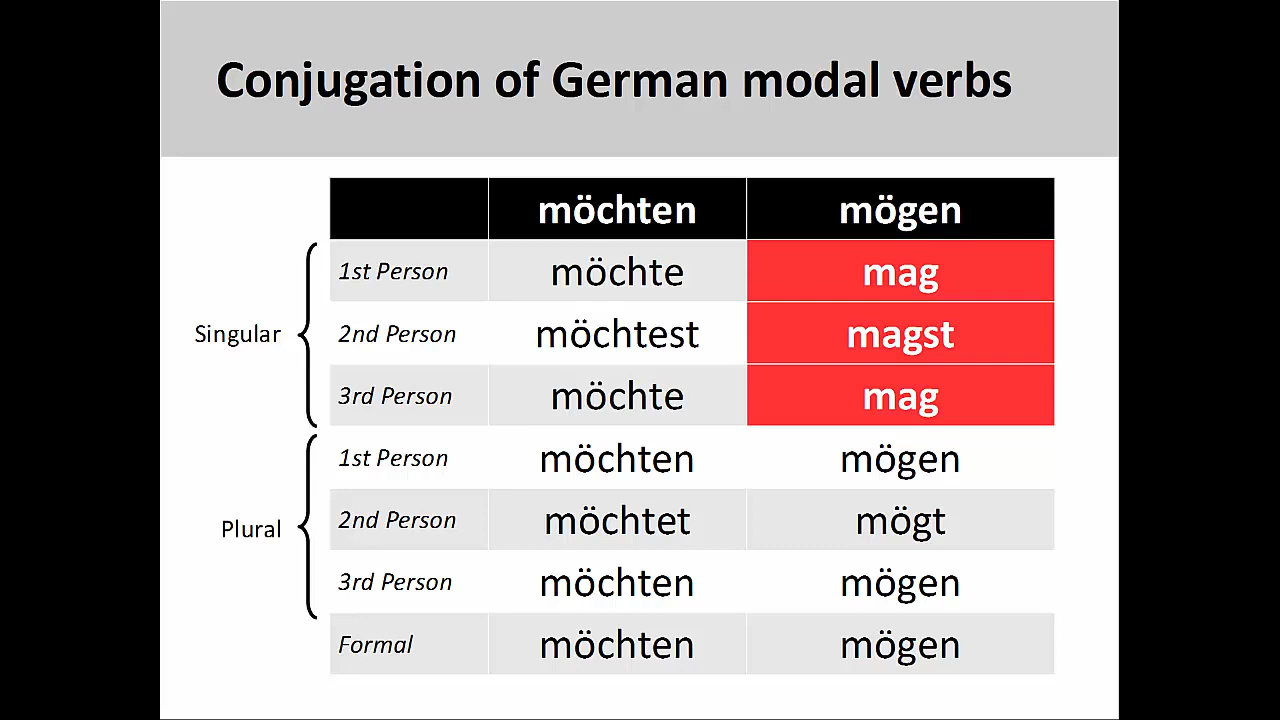 Conjugation of German modal verbs
möchten mögen
1st Person möchte mag
Singular 2nd Person möchtest magst
3rd Person möchte mag
1st Person möchten mögen
Plural 2nd Person möchtet mögt
3rd Person möchten mögen
Formal möchten mögen